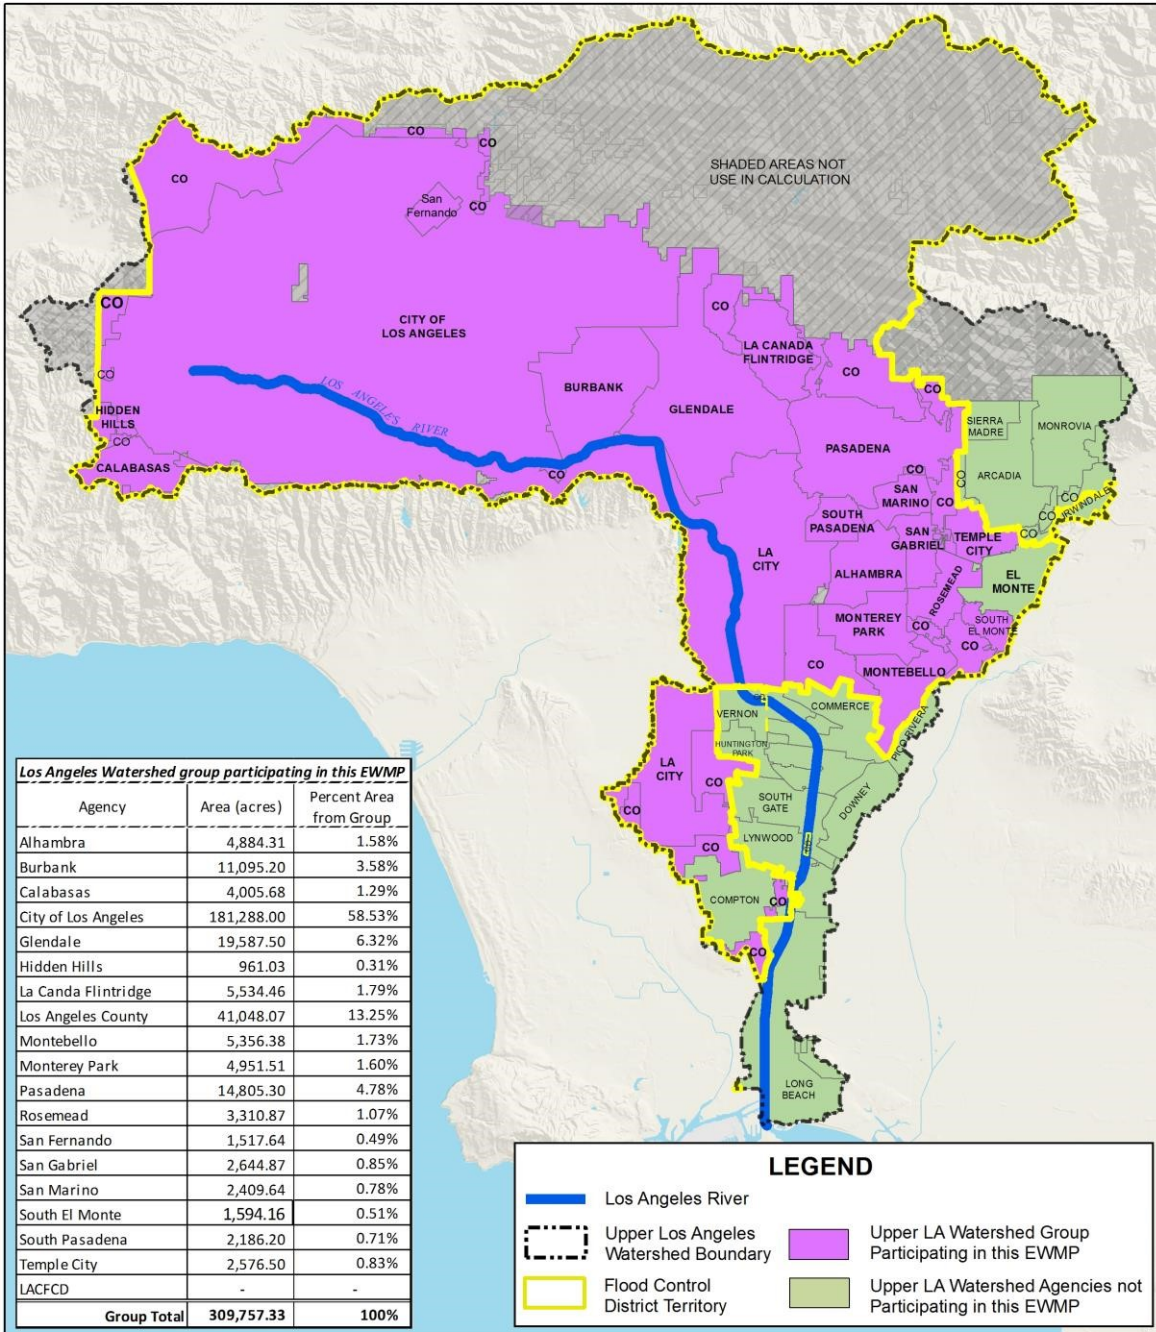 SHADED AREAS NOT
USE IN CALCULATION
CO
CO
CO
San
Fernando
CO
CO
CITY OF
LOS ANGELES
CO
LA CANADA
FLINTRIDGE
CO
BURBANK
GLENDALE
CO
CO
LOS ANGELES RIVER
HIDDEN
HILLS
CO
CALABASAS
CO
SIERRA
MADRE
MONROVIA
PASADENA
ARCADIA
CO
CO
CO
CO
IRWINDALE
CO
SAN
MARINO
CO
SOUTH
PASADENA
SAN
GABRIEL
TEMPLE
CITY
LA
CITY
ALHAMBRA
EL
MONTE
ROSEMEAD
MONTEREY
PARK
CO
SOUTH
EL MONTE
CO
CO
MONTEBELLO
VERNON
CO
COMMERCE
PICO RIVERA
HUNTINGTON
PARK
LA
CITY
CO
CO
SOUTH
GATE
DOWNEY
LYNWOOD
CO
CO
COMPTON
CO
CO
LONG
BEACH
Los Angeles Watershed group participating in this EWMP
Agency Area (acres) Percent Area from Group
Alhambra 4,884.31 1.58%
Burbank 11,095.20 3.58%
Calabasas 4,005.68 1.29%
City of Los Angeles 181,288.00 58.53%
Glendale 19,587.50 6.32%
Hidden Hills 961.03 0.31%
La Canda Flintridge 5,534.46 1.79%
Los Angeles County 41,048.07 13.25%
Montebello 5,356.38 1.73%
Monterey Park 4,951.51 1.60%
Pasadena 14,805.30 4.78%
Rosemead 3,310.87 1.07%
San Fernando 1,517.64 0.49%
San Gabriel 2,644.87 0.85%
San Marino 2,409.64 0.78%
South El Monte 1,594.16 0.51%
South Pasadena 2,186.20 0.71%
Temple City 2,576.50 0.83%
LACFCD - -
Group Total 309,757.33 100%
LEGEND
Los Angeles River
Upper Los Angeles
Watershed Boundary
Flood Control
District Territory
Upper LA Watershed Group
Participating in this EWMP
Upper LA Watershed Agencies not
Participating in this EWMP